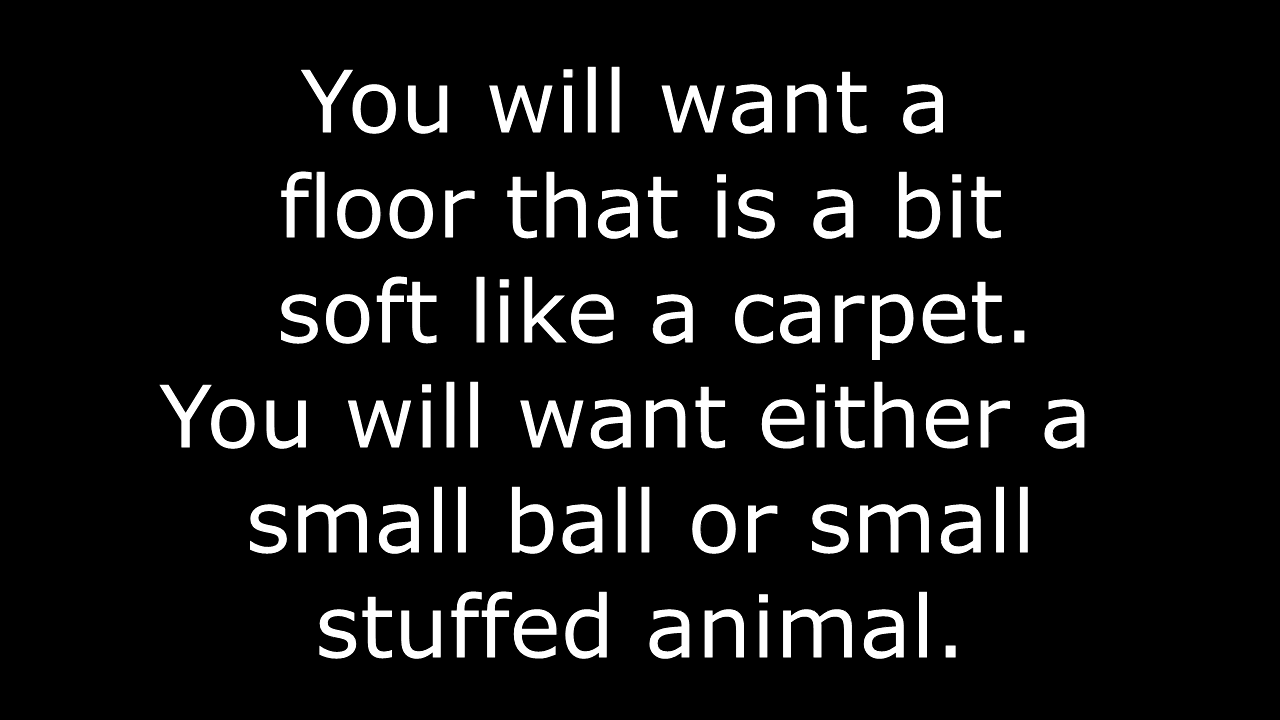 You will want a
floor that is a bit
soft like a carpet.
You will want either a
small ball or small
stuffed animal.